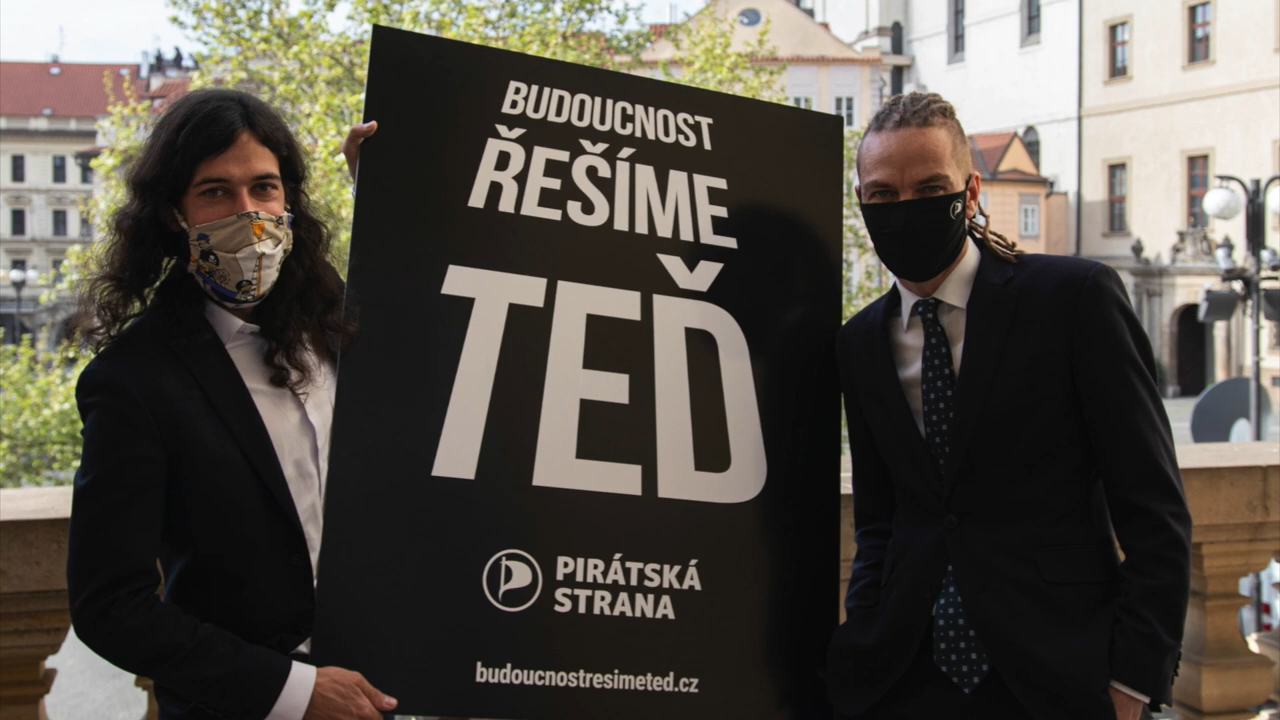 BUDOUCNOST
ŘEŠÍME
TEĎ
PIRÁTSKÁ
STRANA
budoucnostresimeted.cz